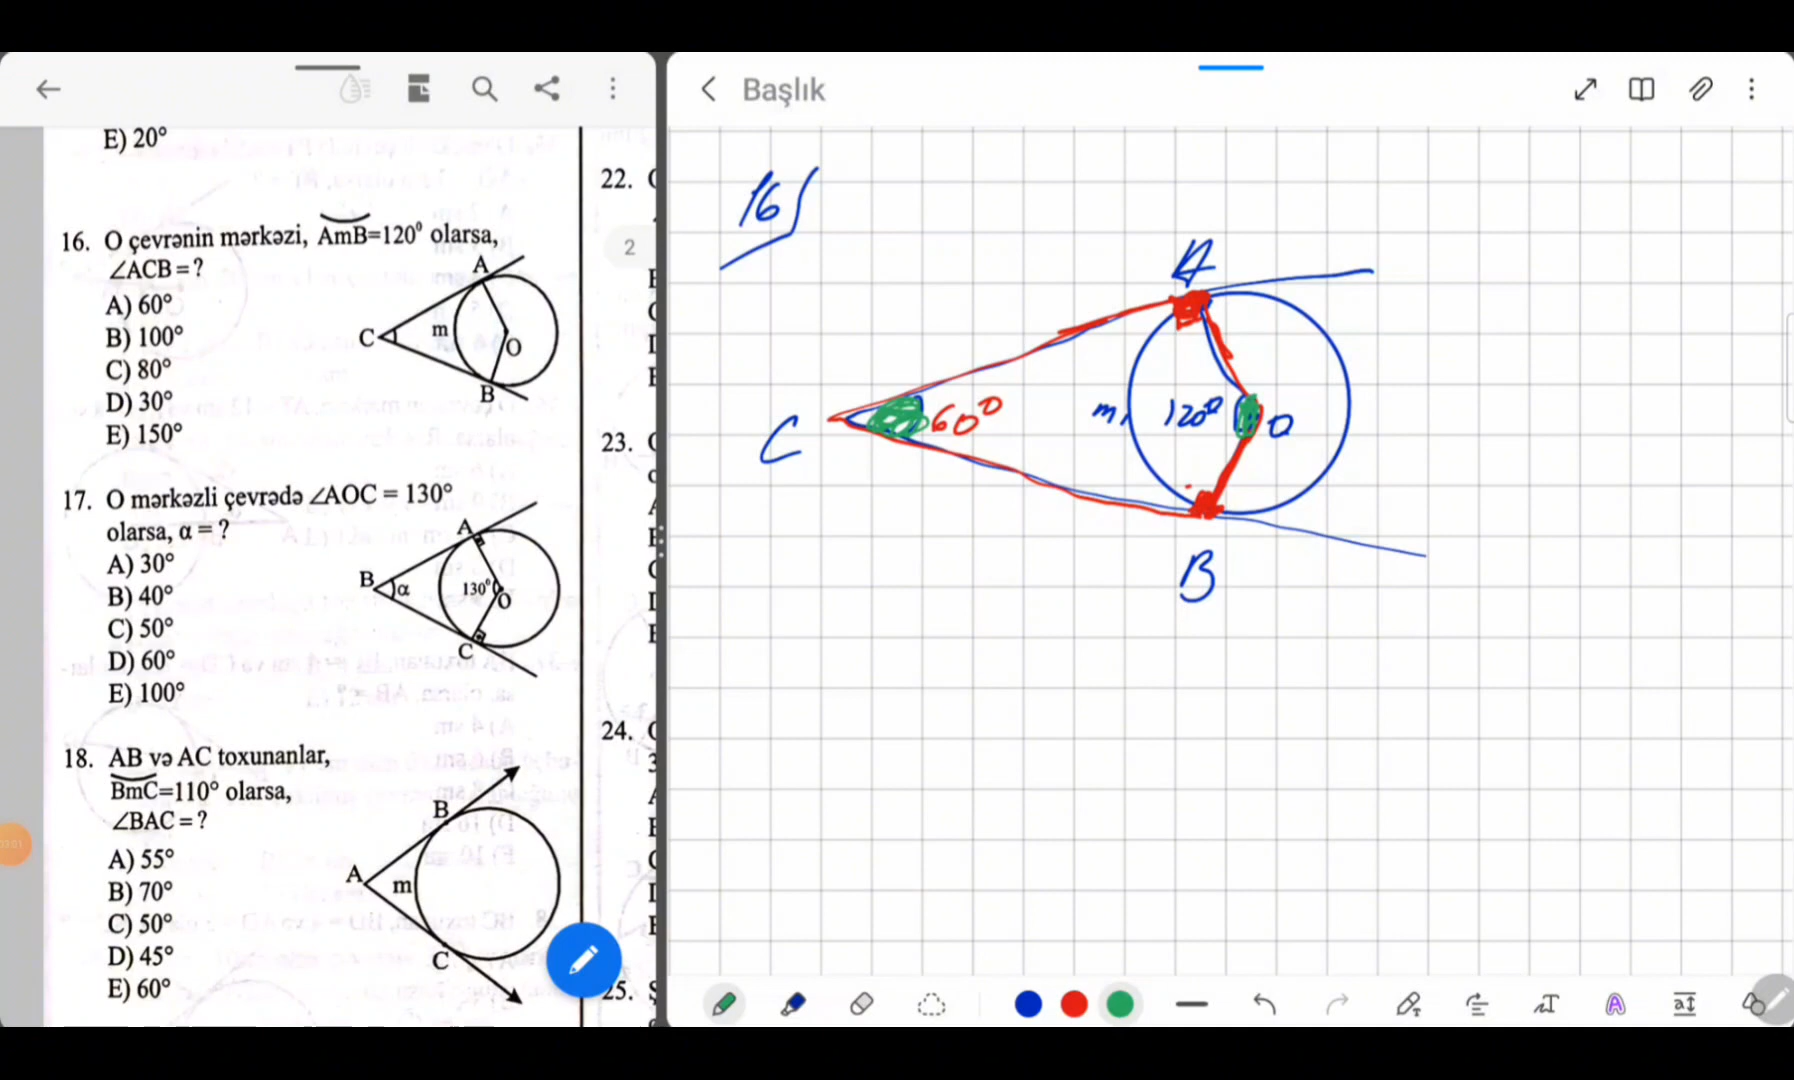 Başlık
E) 20°
16. O çevrənin mərkəzi, AmB=120° olarsa,
∠ACB = ?
A) 60°
B) 100°
C) 80°
D) 30°
E) 150°
A
C
m
O
B
17. O mərkəzli çevrədə ∠AOC = 130°
olarsa, α = ?
A) 30°
B) 40°
C) 50°
D) 60°
E) 100°
A
B
α
130°
O
C
18. AB və AC toxunanlar,
BmC=110° olarsa,
∠BAC = ?
A) 55°
B) 70°
C) 50°
D) 45°
E) 60°
B
A
m
C
22.
2
23.
24.
25.
16
A
C
60°
m
120°
O
B